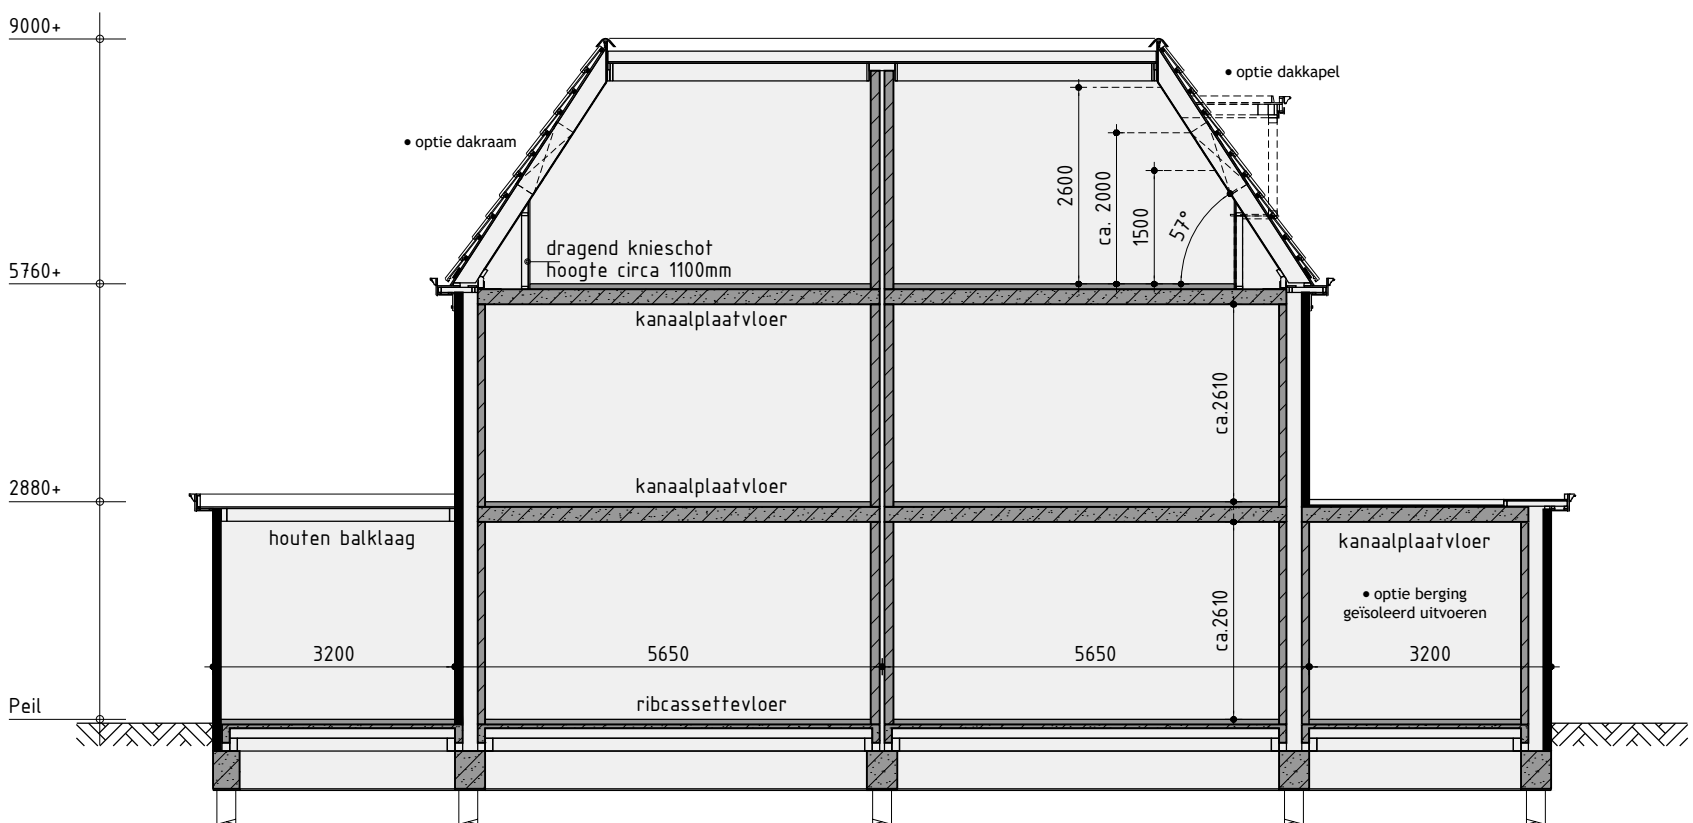 9000+
• optie dakkapel
• optie dakraam
2600
ca. 2000
1500
57°
dragend knieschot
hoogte circa 1100mm
5760+
kanaalplaatvloer
ca.2610
kanaalplaatvloer
2880+
houten balklaag
kanaalplaatvloer
• optie berging
geïsoleerd uitvoeren
ca.2610
3200
5650
5650
3200
Peil
ribcassettevloer